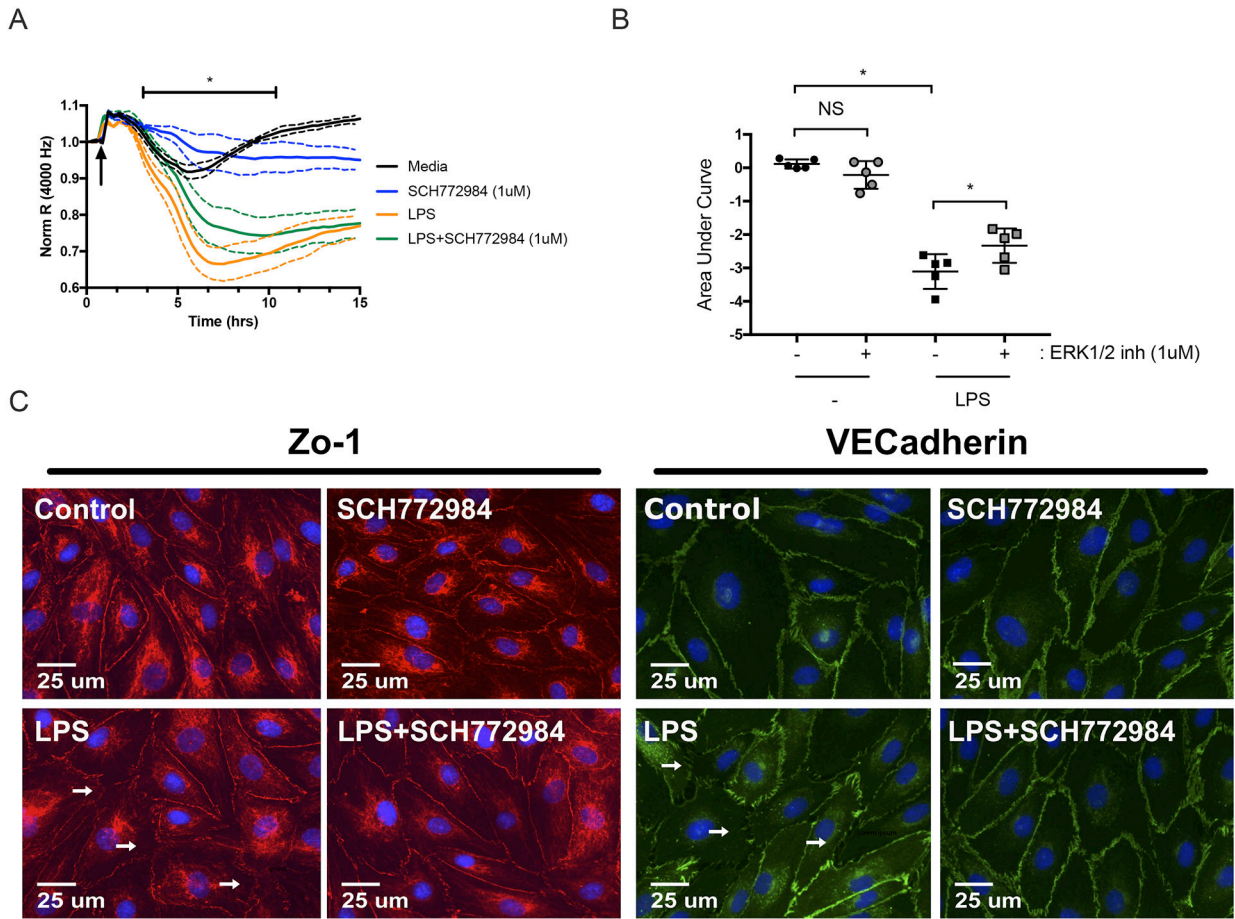 A
*
1.1
1.0
0.9
0.8
0.7
0.6
Norm R (4000 Hz)
0
5
10
15
Time (hrs)
Media
SCH772984 (1uM)
LPS
LPS+SCH772984 (1uM)
B
*
NS
*
1
0
-1
-2
-3
-4
-5
Area Under Curve
- + - + : ERK1/2 inh (1uM)
- LPS
C
Zo-1
VECadherin
Control
25 um
SCH772984
25 um
Control
25 um
SCH772984
25 um
LPS
25 um
LPS+SCH772984
25 um
LPS
25 um
LPS+SCH772984
25 um